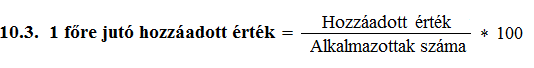 10.3. 1 főre jutó hozzáadott érték = Hozzáadott érték
Alkalmazottak száma * 100